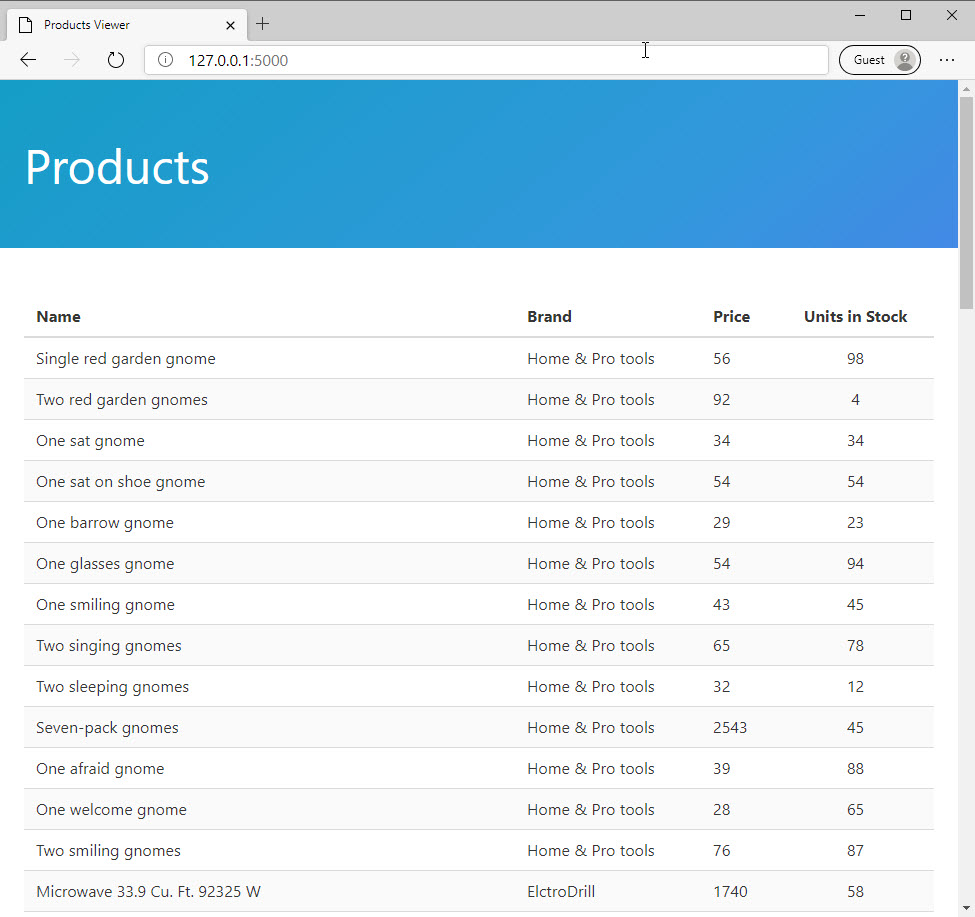 Products Viewer
127.0.0.1:5000
Guest
Products
Name Brand Price Units in Stock
Single red garden gnome Home & Pro tools 56 98
Two red garden gnomes Home & Pro tools 92 4
One sat gnome Home & Pro tools 34 34
One sat on shoe gnome Home & Pro tools 54 54
One barrow gnome Home & Pro tools 29 23
One glasses gnome Home & Pro tools 54 94
One smiling gnome Home & Pro tools 43 45
Two singing gnomes Home & Pro tools 65 78
Two sleeping gnomes Home & Pro tools 32 12
Seven-pack gnomes Home & Pro tools 2543 45
One afraid gnome Home & Pro tools 39 88
One welcome gnome Home & Pro tools 28 65
Two smiling gnomes Home & Pro tools 76 87
Microwave 33.9 Cu. Ft. 92325 W ElctroDrill 1740 58